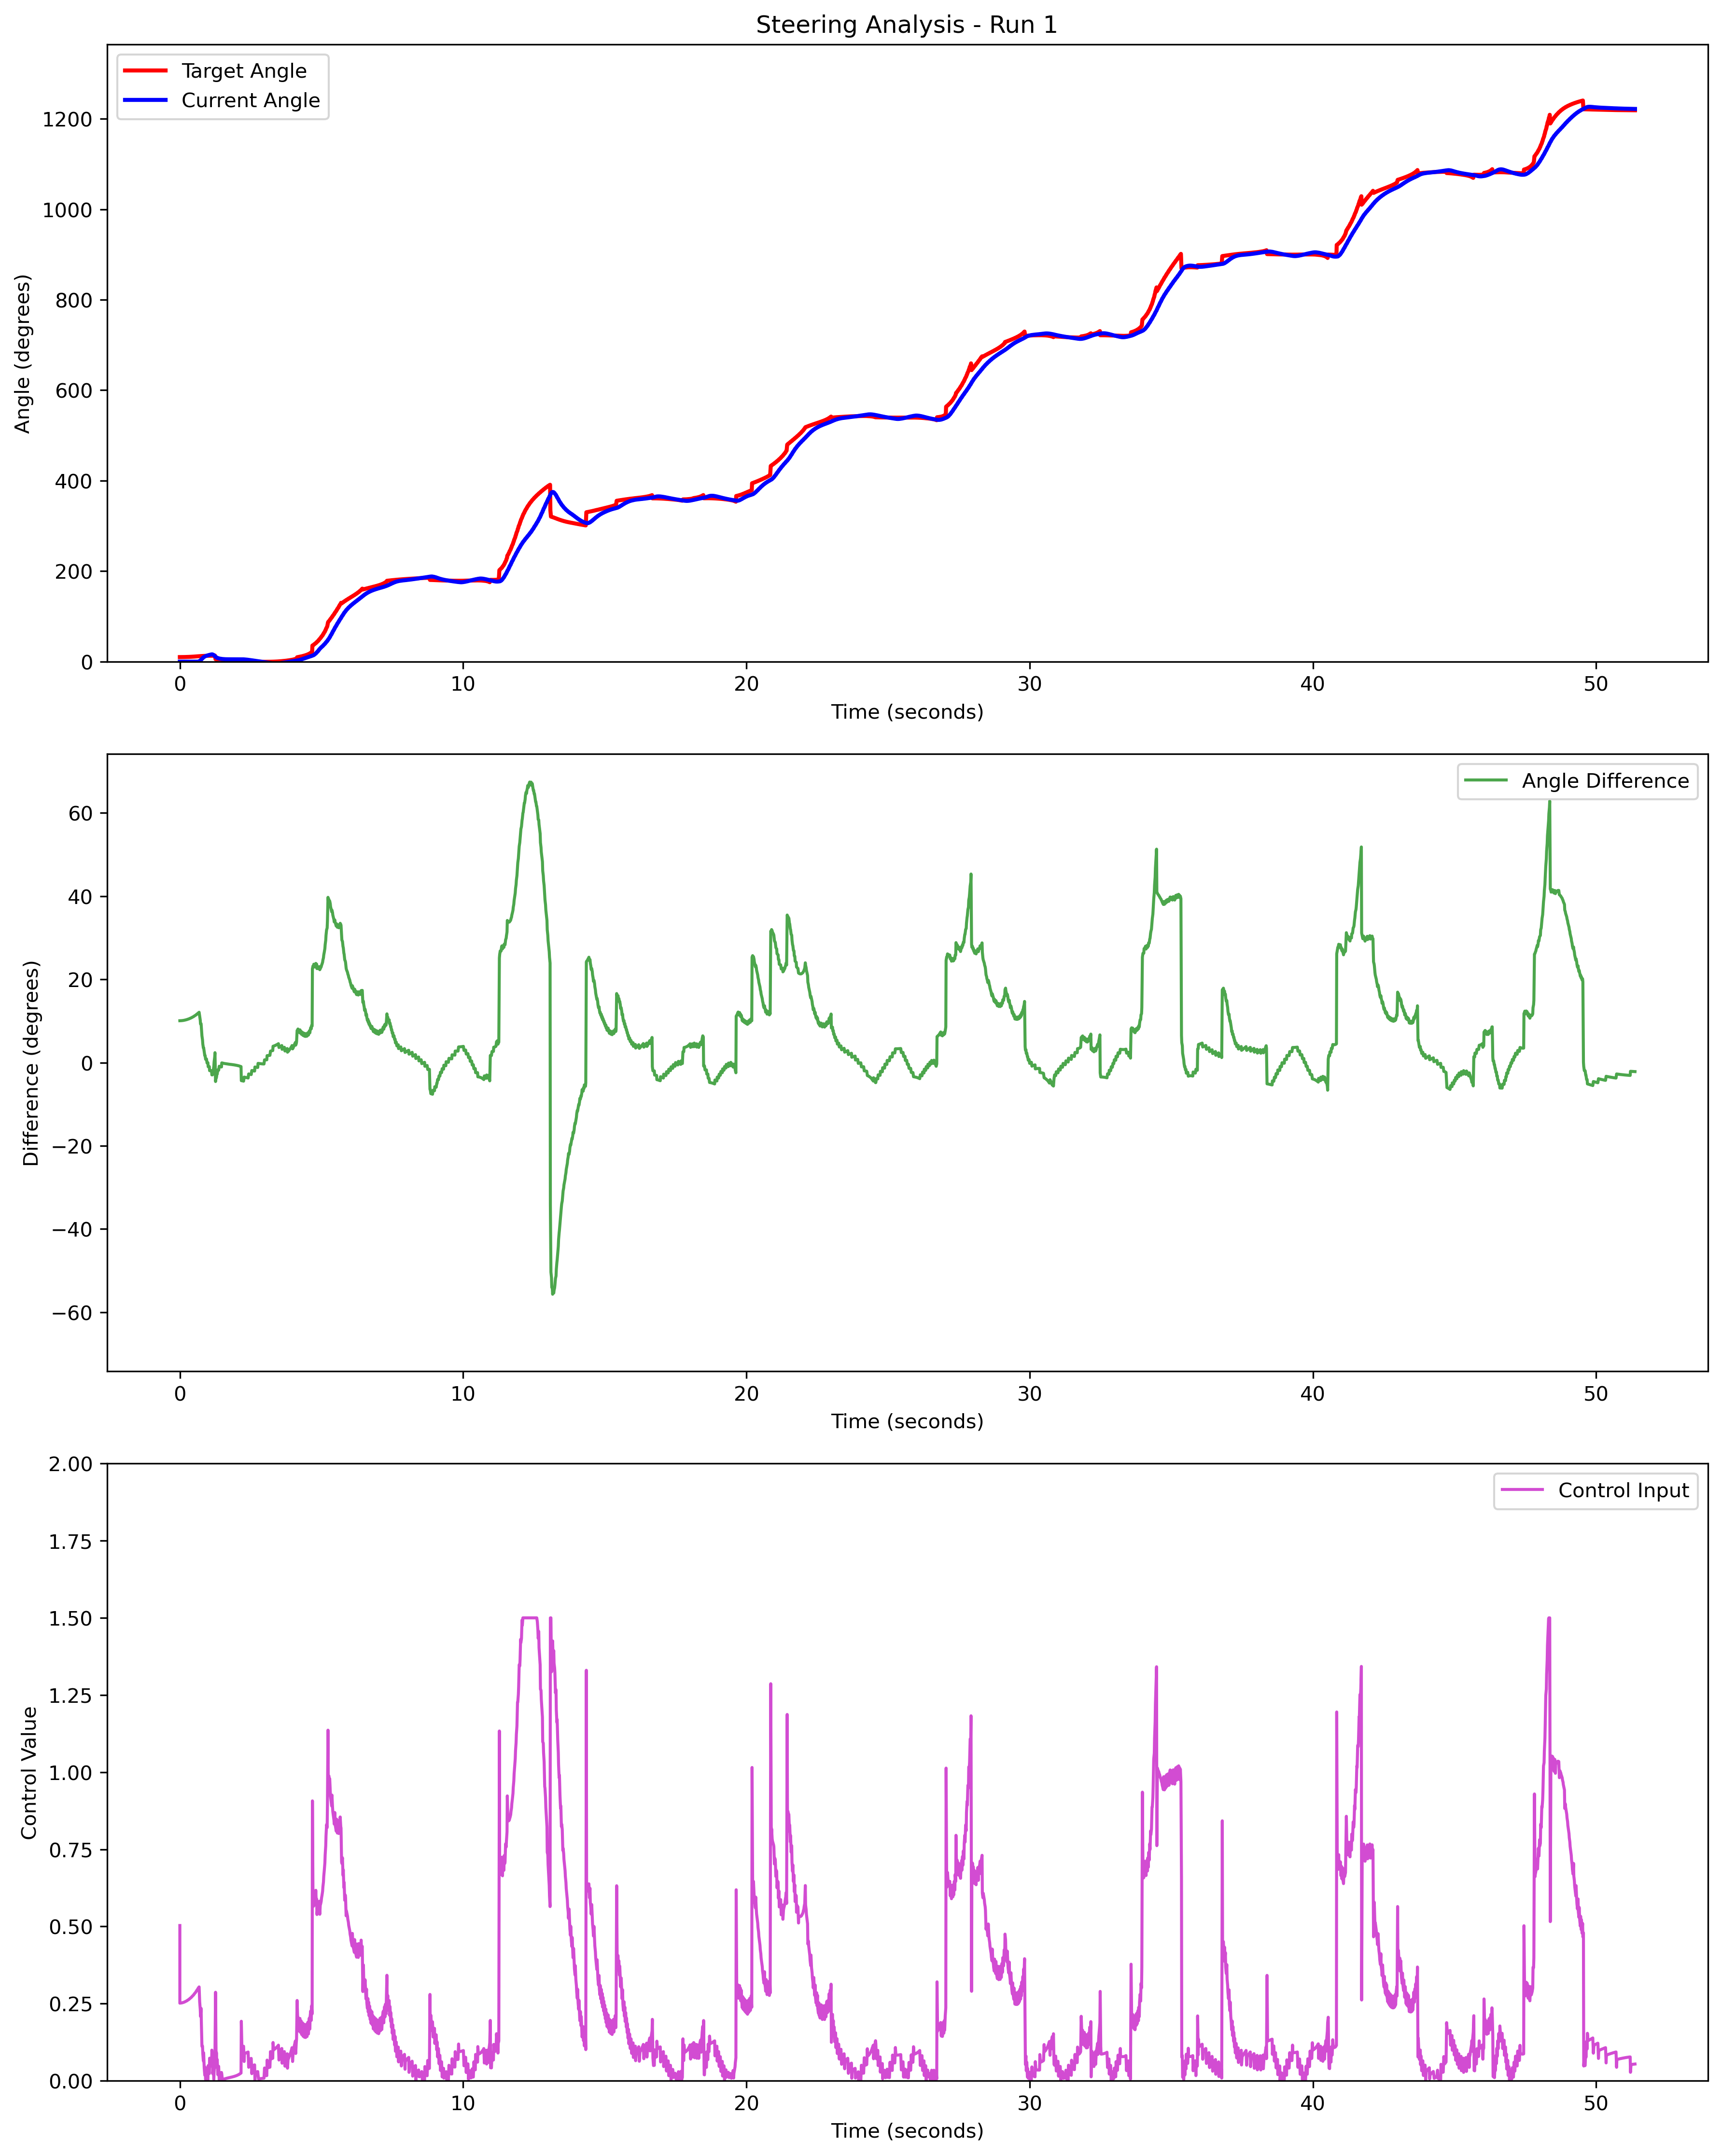 Steering Analysis - Run 1
Target Angle
Current Angle
Angle (degrees)
1200
1000
800
600
400
200
0
0 10 20 30 40 50
Time (seconds)
Angle Difference
Difference (degrees)
60
40
20
0
−20
−40
−60
0 10 20 30 40 50
Time (seconds)
Control Input
Control Value
2.00
1.75
1.50
1.25
1.00
0.75
0.50
0.25
0.00
0 10 20 30 40 50
Time (seconds)